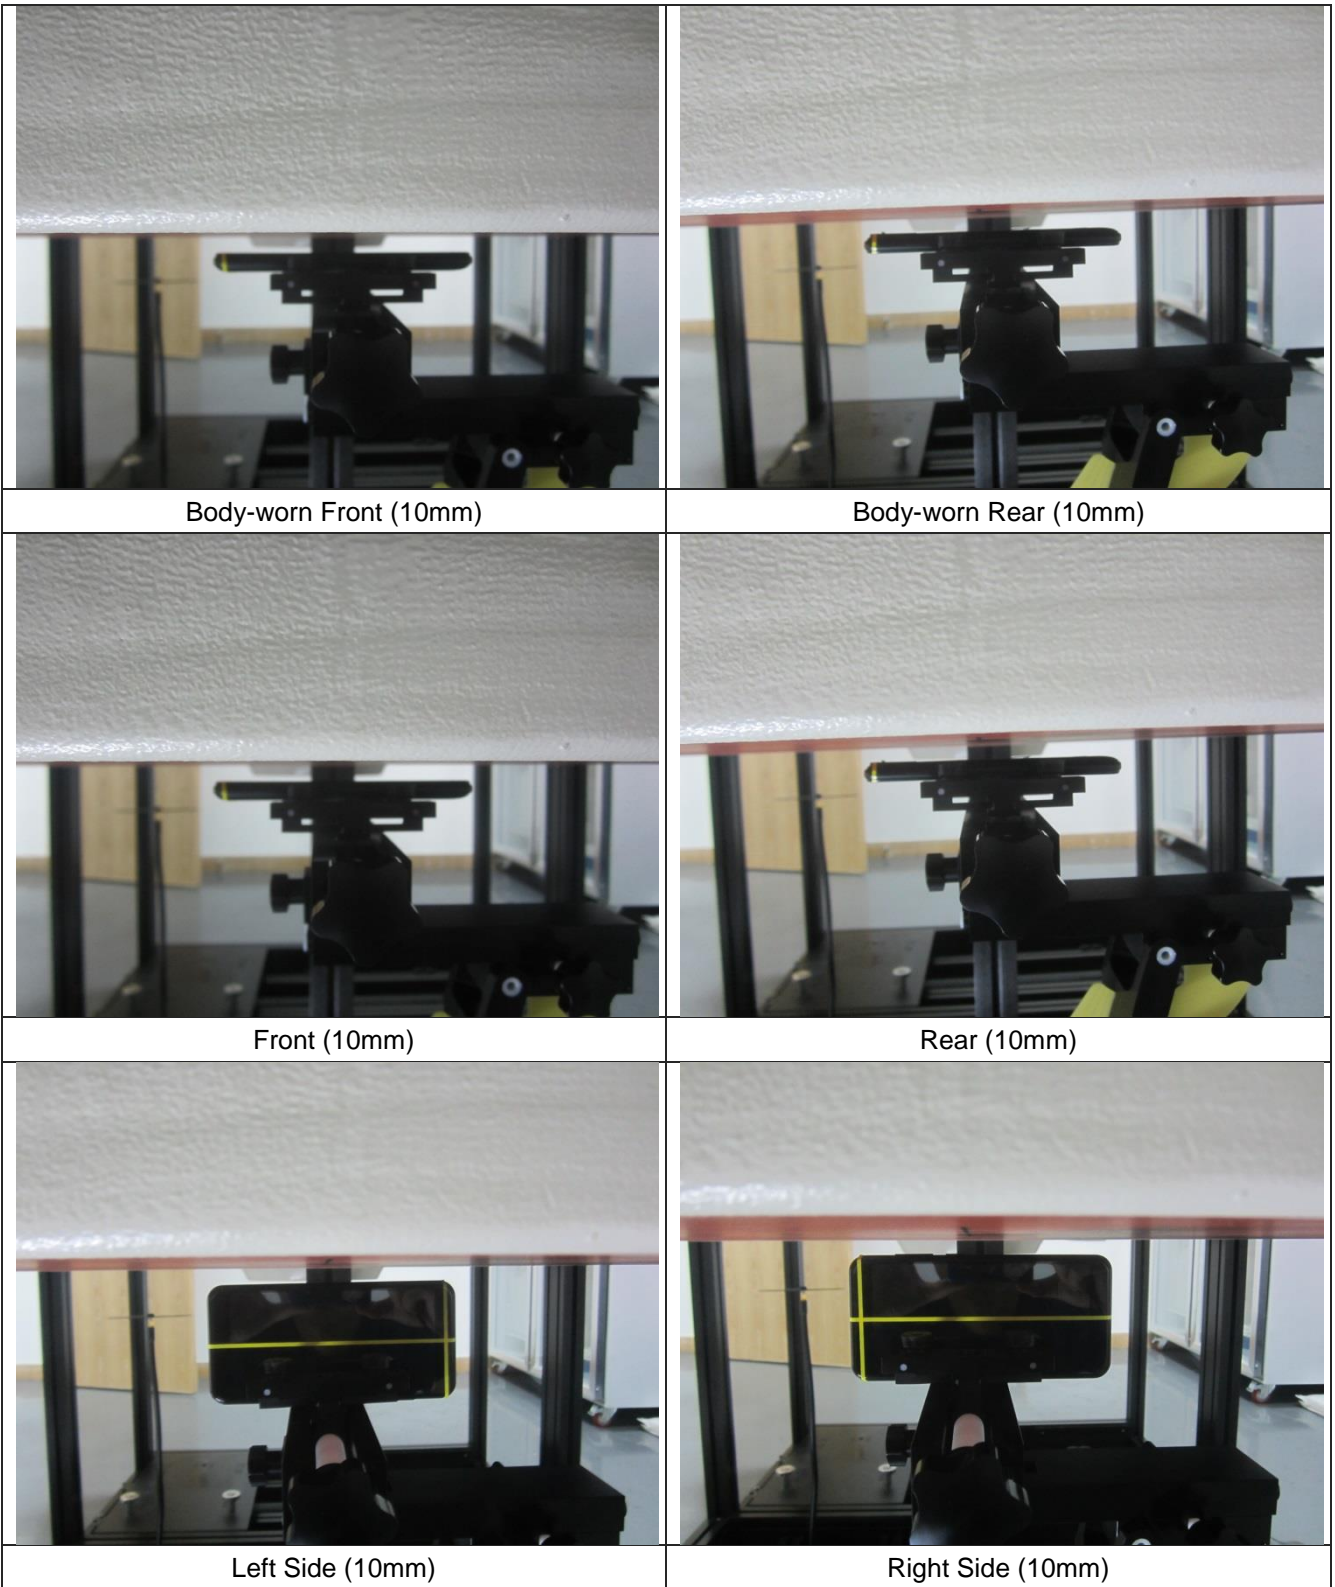 Body-worn Front (10mm)
Body-worn Rear (10mm)
Front (10mm)
Rear (10mm)
Left Side (10mm)
Right Side (10mm)